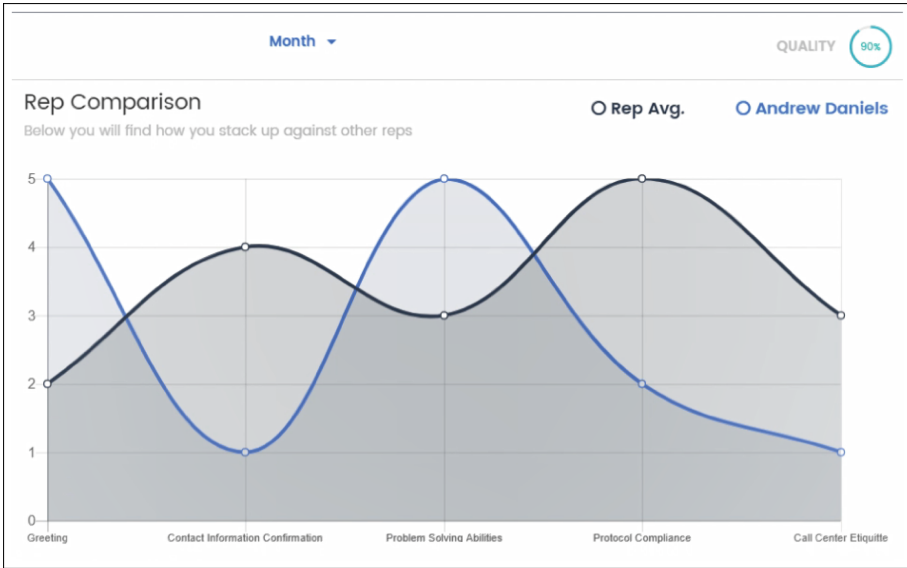 Month
QUALITY 90%
Rep Comparison
Below you will find how you stack up against other reps
Rep Avg. Andrew Daniels
5
4
3
2
1
0
Greeting Contact Information Confirmation Problem Solving Abilities Protocol Compliance Call Center Etiquitte